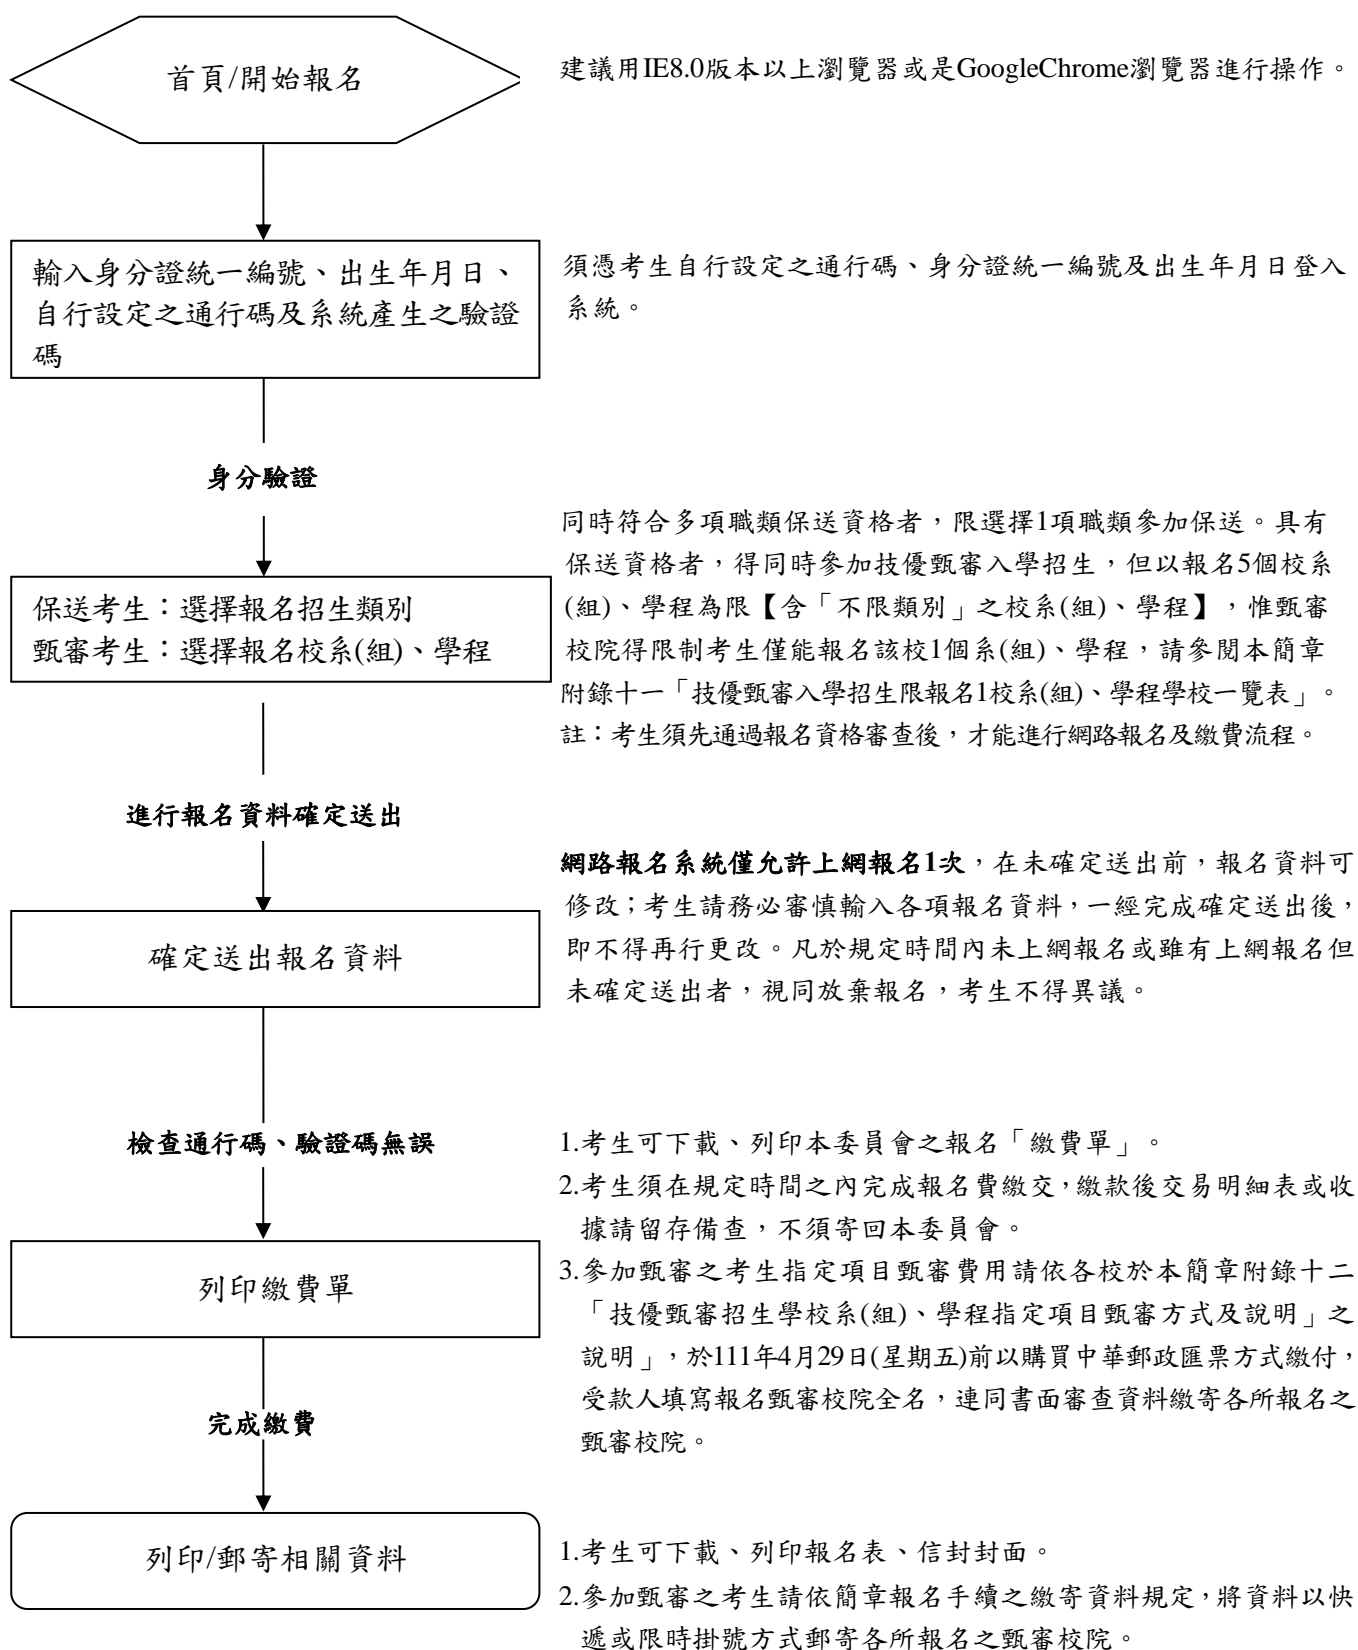 首頁/開始報名
建議用IE8.0版本以上瀏覽器或是GoogleChrome瀏覽器進行操作。
輸入身分證統一編號、出生年月日、
自行設定之通行碼及系統產生之驗證
碼
須憑考生自行設定之通行碼、身分證統一編號及出生年月日登入
系統。
身分驗證
保送考生：選擇報名招生類別
甄審考生：選擇報名校系(組)、學程
同時符合多項職類保送資格者，限選擇1項職類參加保送。具有
保送資格者，得同時參加技優甄審入學招生，但以報名5個校系
(組)、學程為限【含「不限類別」之校系(組)、學程】，惟甄審
校院得限制考生僅能報名該校1個系(組)、學程，請參閱本簡章
附錄十一「技優甄審入學招生限報名1校系(組)、學程學校一覽表」。
註：考生須先通過報名資格審查後，才能進行網路報名及繳費流程。
進行報名資料確定送出
確定送出報名資料
網路報名系統僅允許上網報名1次，在未確定送出前，報名資料可
修改；考生請務必審慎輸入各項報名資料，一經完成確定送出後，
即不得再行更改。凡於規定時間內未上網報名或雖有上網報名但
未確定送出者，視同放棄報名，考生不得異議。
檢查通行碼、驗證碼無誤
列印繳費單
1.考生可下載、列印本委員會之報名「繳費單」。
2.考生須在規定時間之內完成報名費繳交，繳款後交易明細表或收
據請留存備查，不須寄回本委員會。
3.參加甄審之考生指定項目甄審費用請依各校於本簡章附錄十二
「技優甄審招生學校系(組)、學程指定項目甄審方式及說明」之
說明」，於111年4月29日(星期五)前以購買中華郵政匯票方式繳付，
受款人填寫報名甄審校院全名，連同書面審查資料繳寄各所報名之
甄審校院。
完成繳費
列印/郵寄相關資料
1.考生可下載、列印報名表、信封封面。
2.參加甄審之考生請依簡章報名手續之繳寄資料規定，將資料以快
遞或限時掛號方式郵寄各所報名之甄審校院。